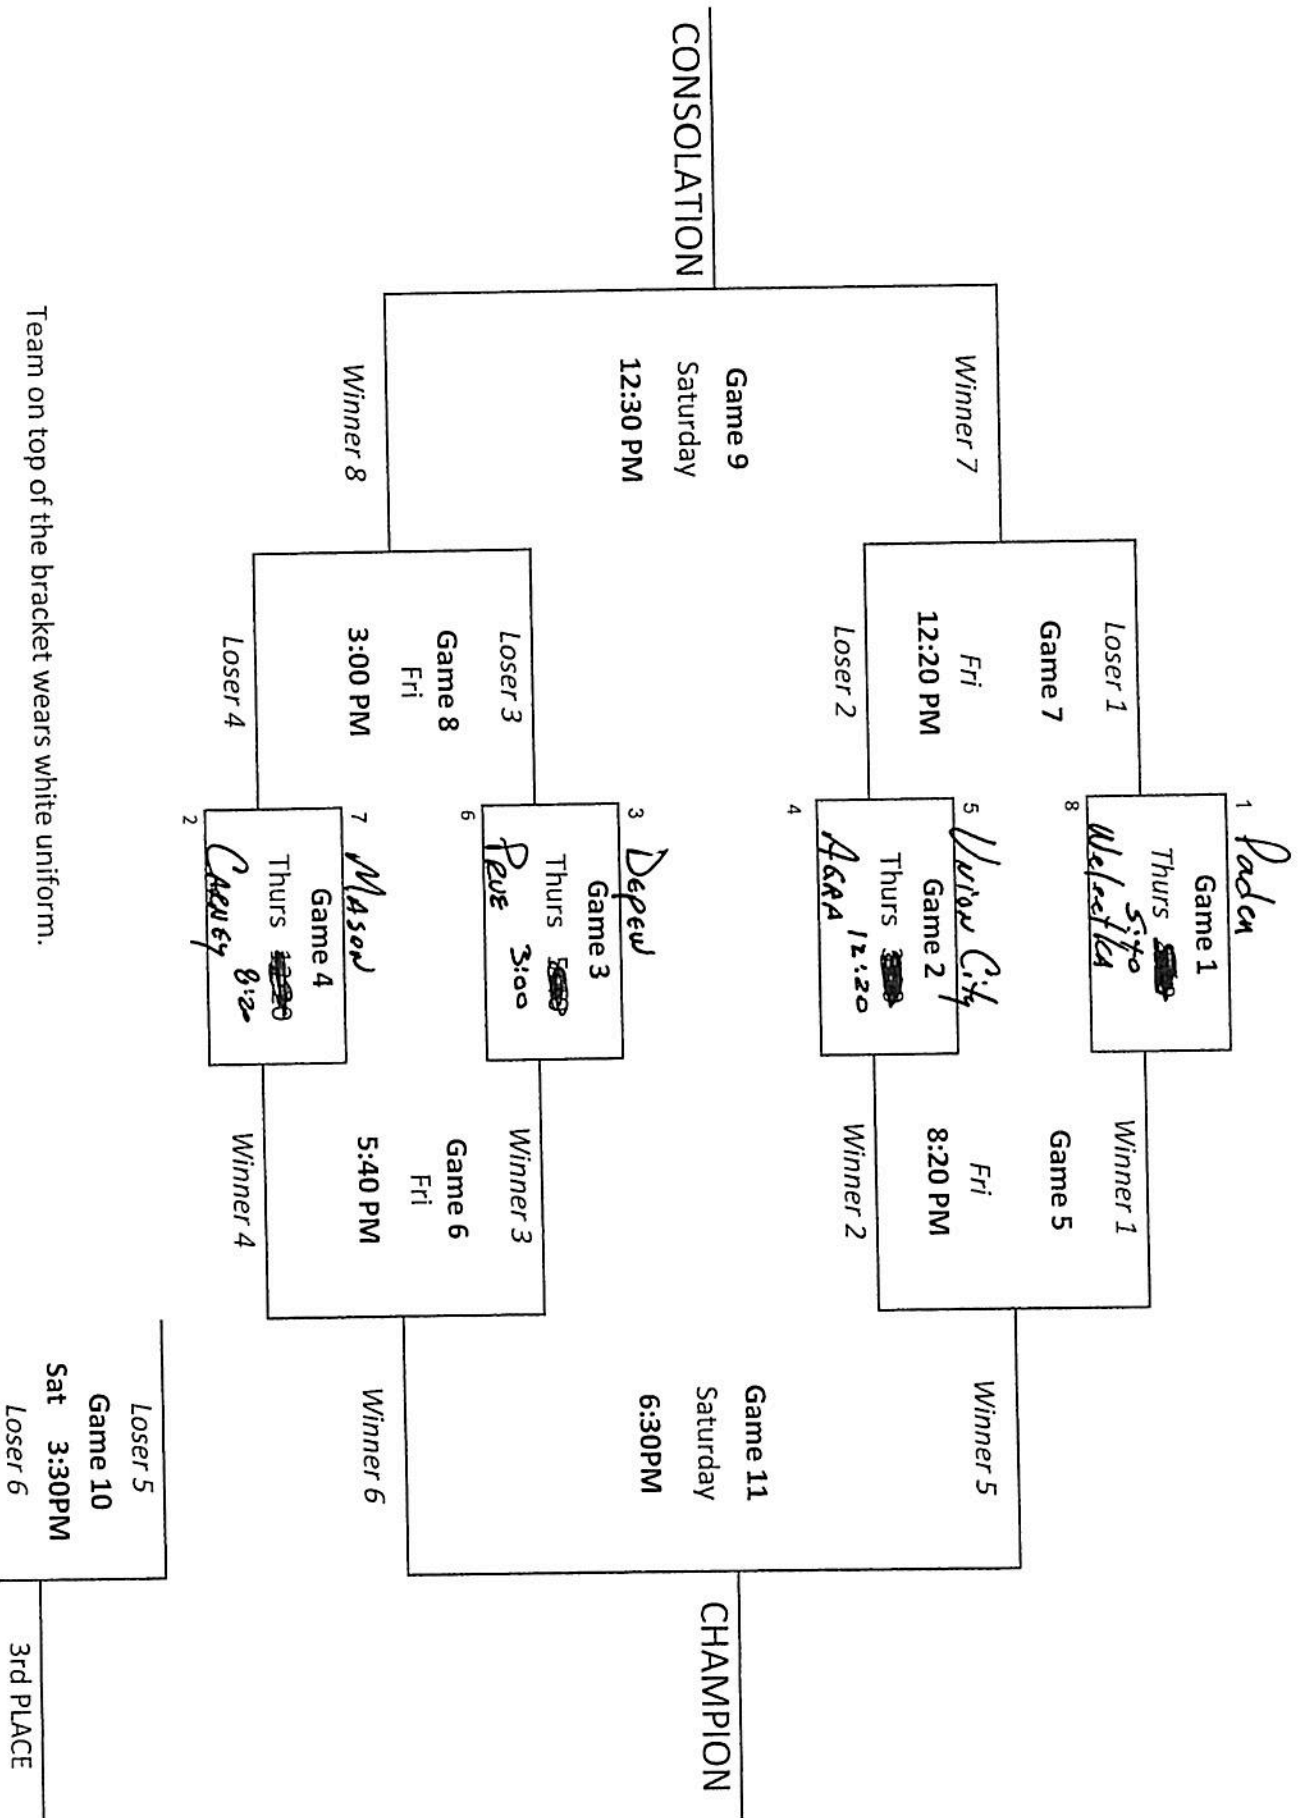 1 Paden
Game 1
Thurs
5:40
8 Weleetka
Loser 1
Game 7
Fri
12:20 PM
Loser 2
Winner 1
Game 5
Fri
8:20 PM
Winner 2
5 Union City
Game 2
Thurs
12:20
4 AGRA
Winner 7
Game 9
Saturday
12:30 PM
Winner 8
CONSOLATION
Winner 5
Game 11
Saturday
6:30PM
Winner 6
CHAMPION
3 DEPEW
Game 3
Thurs
3:00
6 PRUE
Loser 3
Game 8
Fri
3:00 PM
Loser 4
Winner 3
Game 6
Fri
5:40 PM
Winner 4
7 MASON
Game 4
Thurs 12:20
8:20
2 CARNEY
Loser 5
Game 10
Sat 3:30PM
Loser 6
3rd PLACE
Team on top of the bracket wears white uniform.